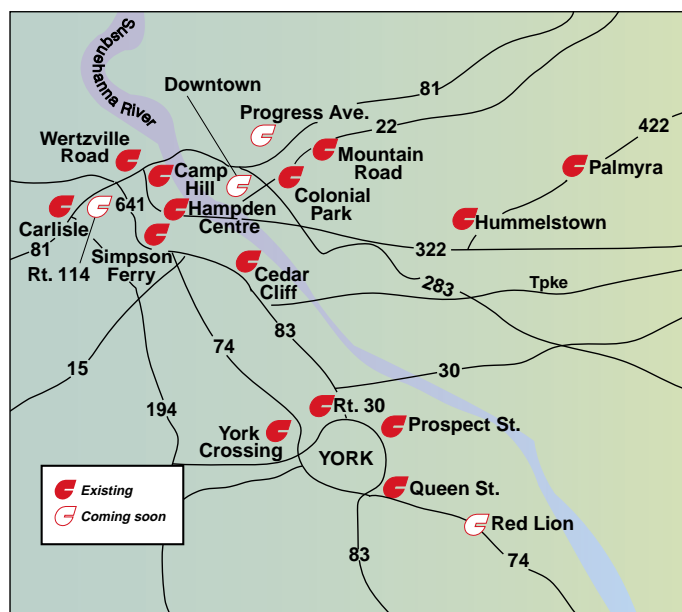 Susquehanna River
Downtown
81
Progress Ave.
22
422
Wertzville
Road
Mountain
Road
Palmyra
Camp
Hill
Colonial
Park
641
Hampden
Centre
Carlisle
Hummelstown
81
Rt. 114
Simpson
Ferry
322
Cedar
Cliff
283
Tpke
15
74
83
30
194
Rt. 30
York
Crossing
Prospect St.
YORK
Existing
Coming soon
Queen St.
Red Lion
83
74